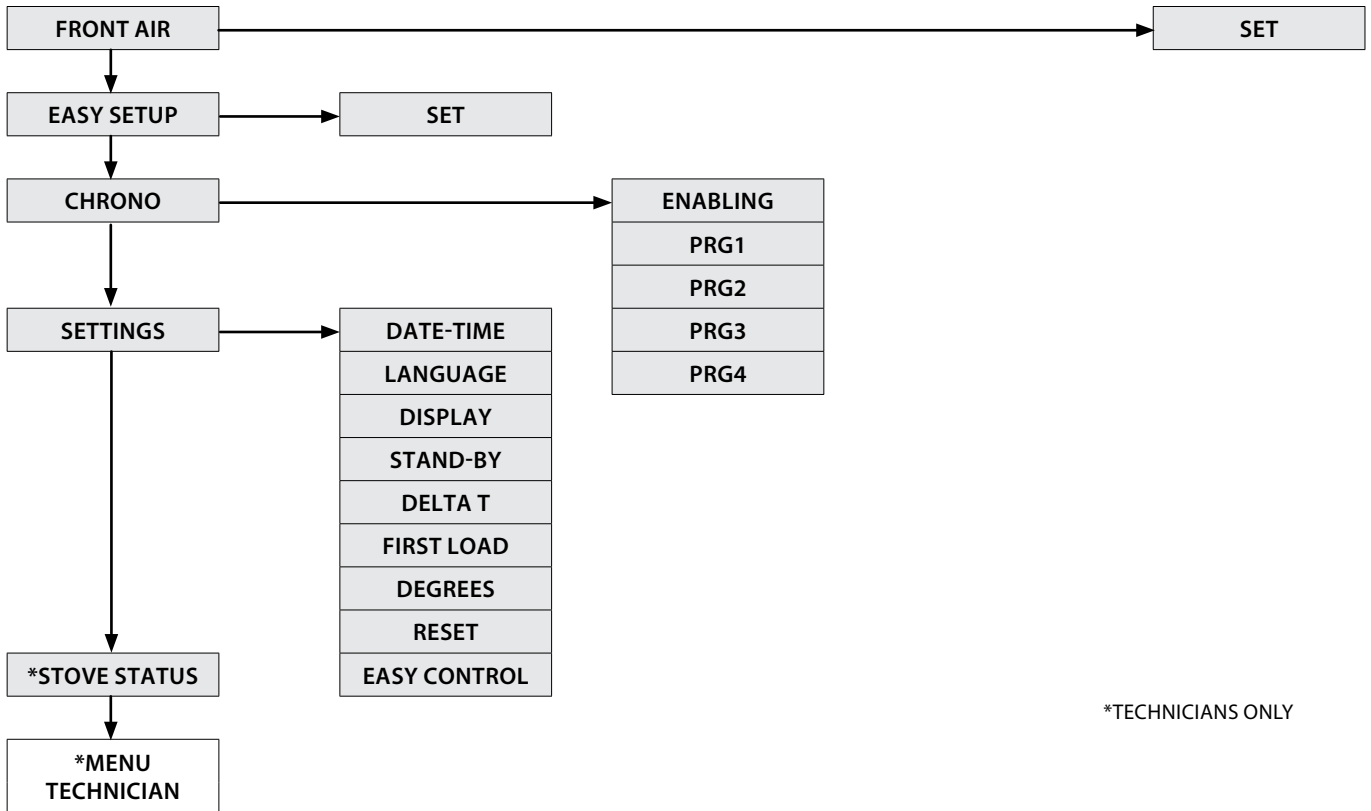 FRONT AIR
SET
EASY SETUP
SET
CHRONO
ENABLING
PRG1
PRG2
PRG3
PRG4
SETTINGS
DATE-TIME
LANGUAGE
DISPLAY
STAND-BY
DELTA T
FIRST LOAD
DEGREES
RESET
EASY CONTROL
*STOVE STATUS
*MENU
TECHNICIAN
*TECHNICIANS ONLY